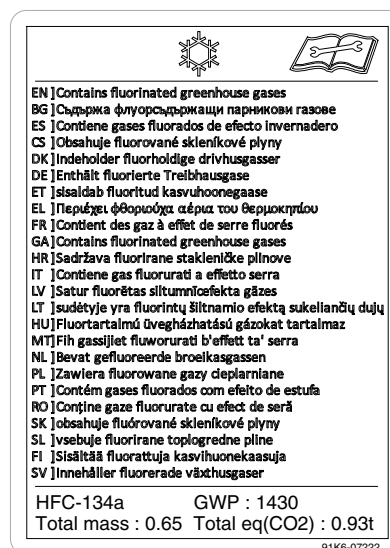 EN ]Contains fluorinated greenhouse gases
BG ]Съдържа флуорсъдържащи парникови газове
ES ]Contiene gases fluorados de efecto invernadero
CS ]Obsahuje fluorované skleníkové plyny
DK]Indeholder fluorholdige drivhusgasser
DE ]Enthält fluorierte Treibhausgase
ET ]sisaldab fluoritud kasvuhoonegaase
EL ]Περιέχει φθοριούχα αέρια του θερμοκηπίου
FR ]Contient des gaz à effet de serre fluorés
GA]Contains fluorinated greenhouse gases
HR]Sadržava fluorirane stakleničke plinove
IT ]Contiene gas fluorurati a effetto serra
LV ]Satur fluorētas siltumnīcefekta gāzes
LT ]sudėtyje yra fluorintų šiltnamio efektą sukeliančių dujų
HU]Fluortartalmú üvegházhatású gázokat tartalmaz
MT]Fih gassijiet fluworurati b'effett ta' serra
NL ]Bevat gefluoreerde broeikasgassen
PL ]Zawiera fluorowane gazy cieplarniane
PT ]Contém gases fluorados com efeito de estufa
RO]Conține gaze fluorurate cu efect de seră
SK ]obsahuje fluórované skleníkové plyny
SL ]vsebuje fluorirane toplogredne pline
FI ]Sisältää fluorattuja kasvihuonekaasuja
SV ]Innehåller fluorerade växthusgaser
HFC-134a GWP : 1430
Total mass : 0.65 Total eq(CO2) : 0.93t
91K6-07222